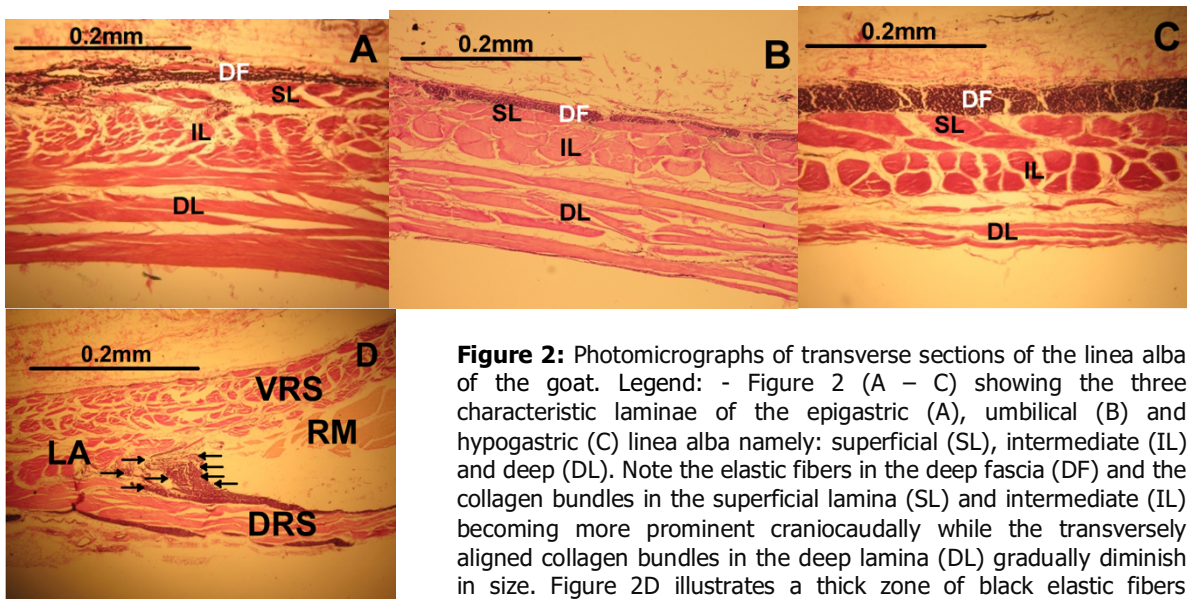 0.2mm
A
DF
SL
IL
DL
0.2mm
B
SL
DF
IL
DL
0.2mm
C
DF
SL
IL
DL
0.2mm
D
VRS
RM
LA
DRS
Figure 2: Photomicrographs of transverse sections of the linea alba
of the goat. Legend: - Figure 2 (A – C) showing the three
characteristic laminae of the epigastric (A), umbilical (B) and
hypogastric (C) linea alba namely: superficial (SL), intermediate (IL)
and deep (DL). Note the elastic fibers in the deep fascia (DF) and the
collagen bundles in the superficial lamina (SL) and intermediate (IL)
becoming more prominent craniocaudally while the transversely
aligned collagen bundles in the deep lamina (DL) gradually diminish
in size. Figure 2D illustrates a thick zone of black elastic fibers